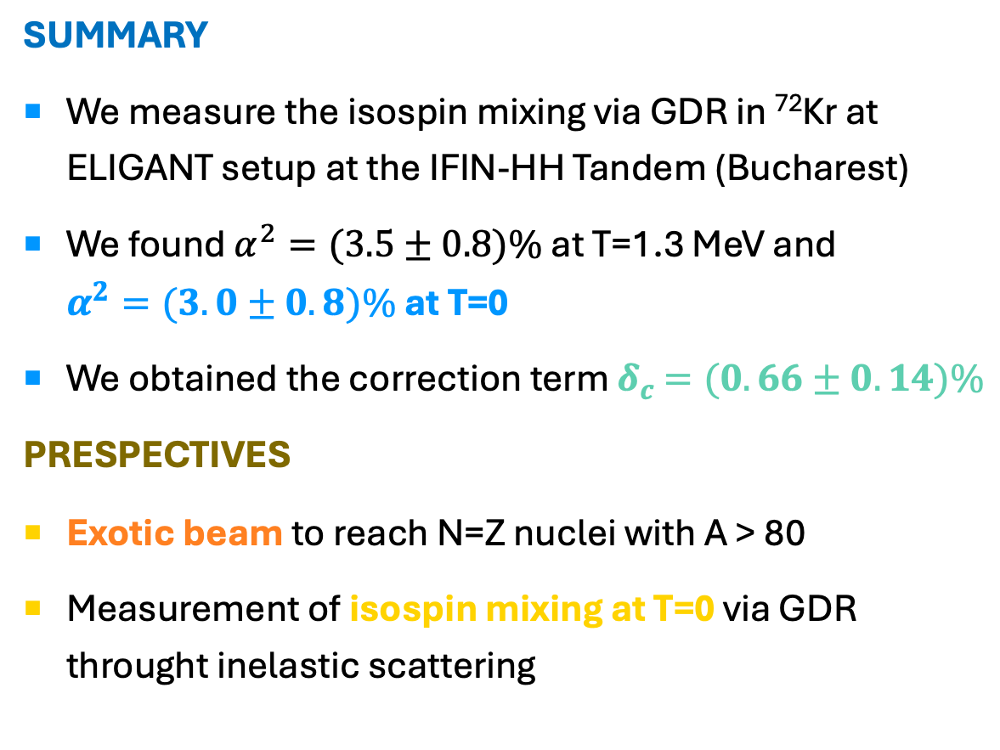 SUMMARY
▪ We measure the isospin mixing via GDR in ⁷²Kr at
ELIGANT setup at the IFIN-HH Tandem (Bucharest)
▪ We found α² = (3.5 ± 0.8)% at T=1.3 MeV and
α² = (3.0 ± 0.8)% at T=0
▪ We obtained the correction term δ_c = (0.66 ± 0.14)%
PRESPECTIVES
▪ Exotic beam to reach N=Z nuclei with A > 80
▪ Measurement of isospin mixing at T=0 via GDR
throught inelastic scattering